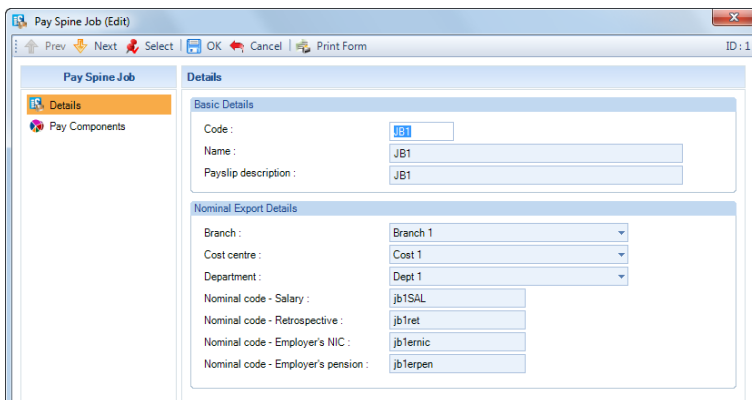 Pay Spine Job (Edit)
Prev Next Select OK Cancel Print Form ID : 1
Pay Spine Job
Details
Pay Components
Details
Basic Details
Code : JB1
Name : JB1
Payslip description : JB1
Nominal Export Details
Branch : Branch 1
Cost centre : Cost 1
Department : Dept 1
Nominal code - Salary : jb1SAL
Nominal code - Retrospective : jb1ret
Nominal code - Employer's NIC : jb1ernic
Nominal code - Employer's pension : jb1erpen